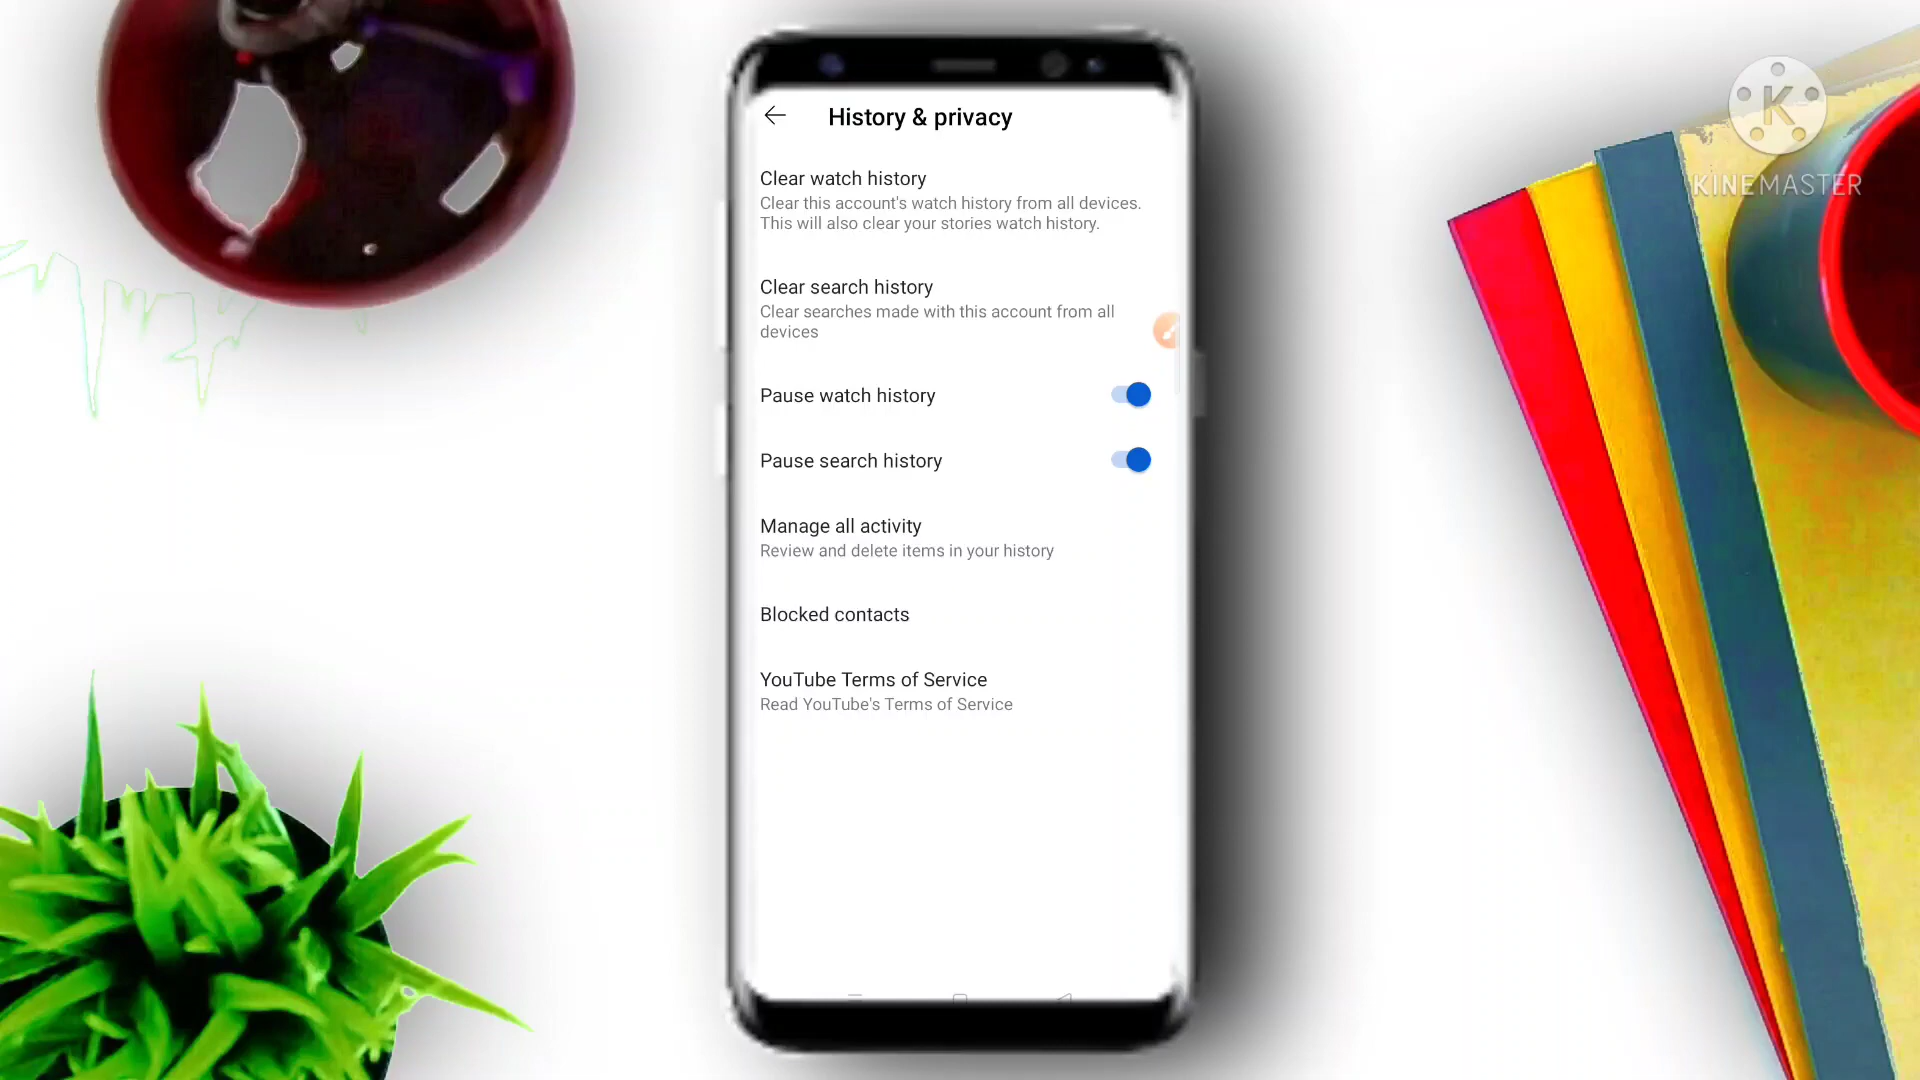 History & privacy
K
KINEMASTER
Clear watch history
Clear this account's watch history from all devices.
This will also clear your stories watch history.
Clear search history
Clear searches made with this account from all
devices
Pause watch history
Pause search history
Manage all activity
Review and delete items in your history
Blocked contacts
YouTube Terms of Service
Read YouTube's Terms of Service